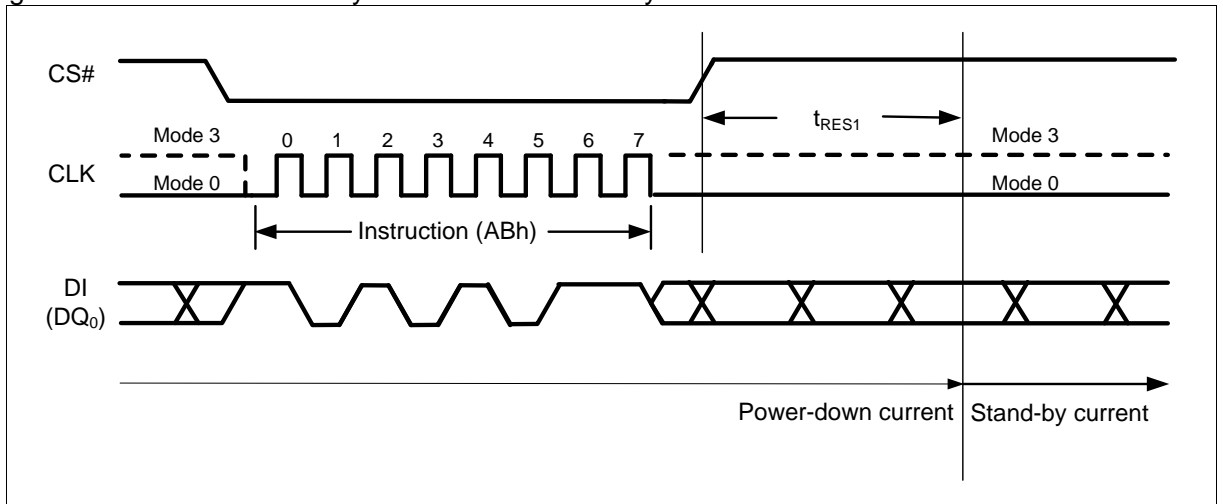 CS#
tRES1
Mode 3
0 1 2 3 4 5 6 7
Mode 3
CLK
Mode 0
Mode 0
Instruction (ABh)
DI
(DQ0)
Power-down current
Stand-by current